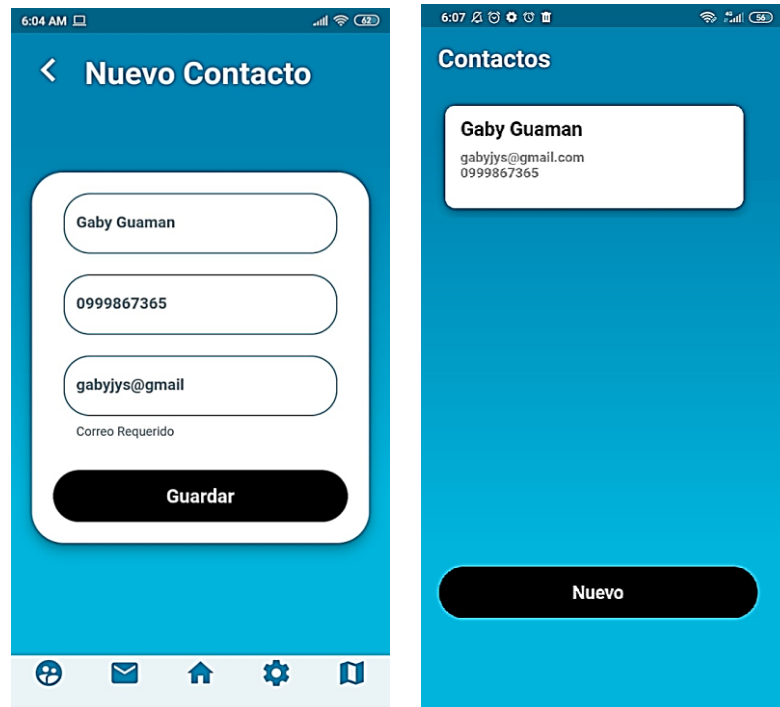 6:04 AM
62
Nuevo Contacto
Gaby Guaman
0999867365
gabyjys@gmail
Correo Requerido
Guardar
6:07
4G
56
Contactos
Gaby Guaman
gabyjys@gmail.com
0999867365
Nuevo